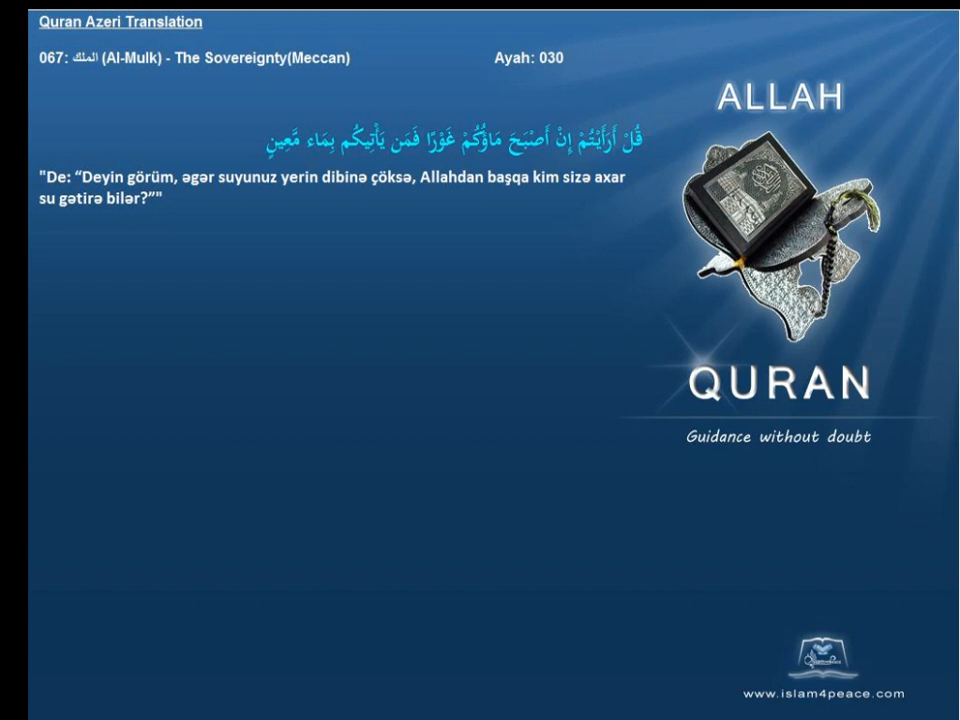 Quran Azeri Translation
067: الملك (Al-Mulk) - The Sovereignty(Meccan) Ayah: 030
قُلْ أَرَأَيْتُمْ إِنْ أَصْبَحَ مَاؤُكُمْ غَوْرًا فَمَن يَأْتِيكُم بِمَاء مَّعِينٍ
"De: “Deyin görüm, əgər suyunuz yerin dibinə çöksə, Allahdan başqa kim sizə axar
su gətirə bilər?”"
ALLAH
QURAN
Guidance without doubt
www.islam4peace.com